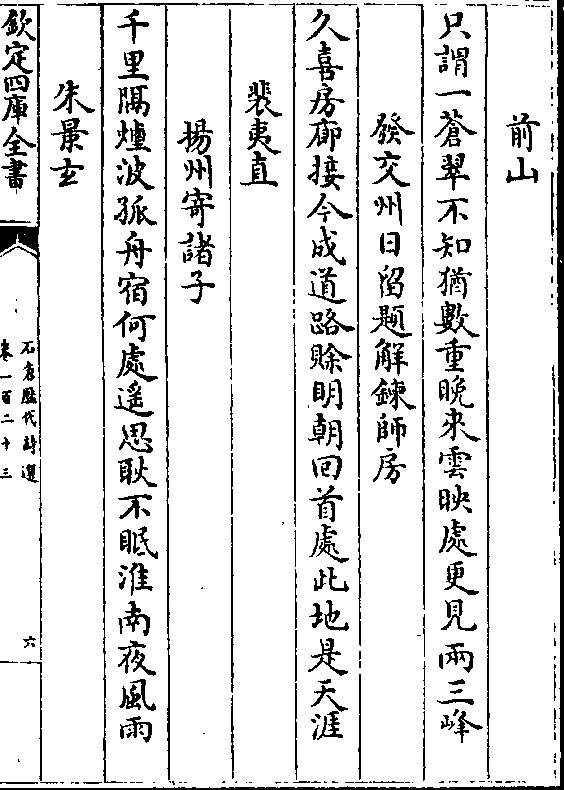 前山
只謂一蒼翠不知猶數重晚來雲映處更見兩三峰
發交州日留題解鍊師房
久喜房廊接今成道路賒明朝回首處此地是天涯
裴夷直
揚州寄諸子
千里隔煙波孤舟宿何處遥思耿不眠淮南夜風雨
朱景玄
欽定四庫全書
石倉歷代詩選
卷一百二十三
六